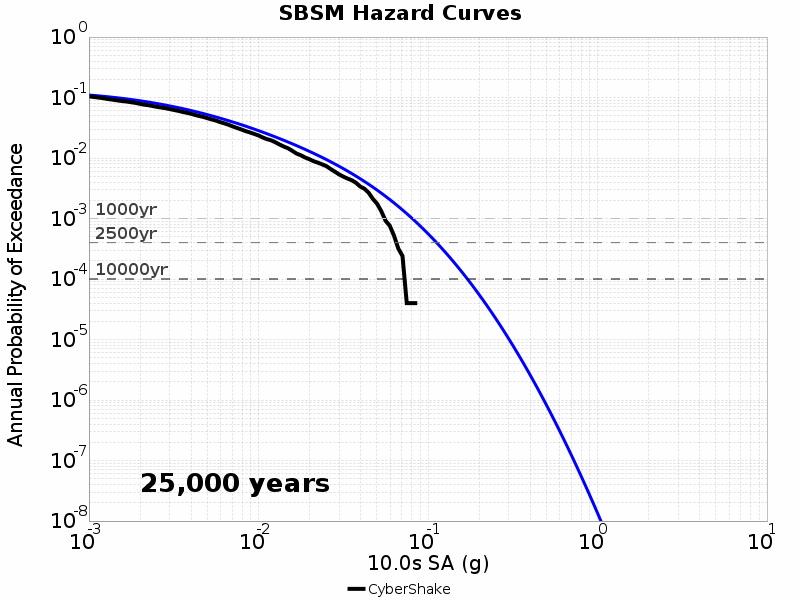 SBSM Hazard Curves
Annual Probability of Exceedance
10^0
10^-1
10^-2
10^-3
10^-4
10^-5
10^-6
10^-7
10^-8
1000yr
2500yr
10000yr
25,000 years
10^-3
10^-2
10^-1
10^0
10^1
10.0s SA (g)
CyberShake